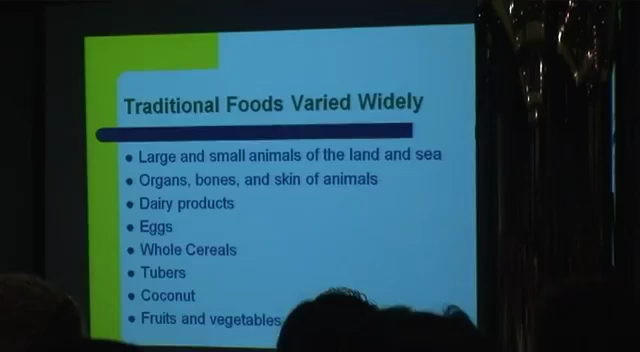 Traditional Foods Varied Widely
• Large and small animals of the land and sea
• Organs, bones, and skin of animals
• Dairy products
• Eggs
• Whole Cereals
• Tubers
• Coconut
• Fruits and vegetables